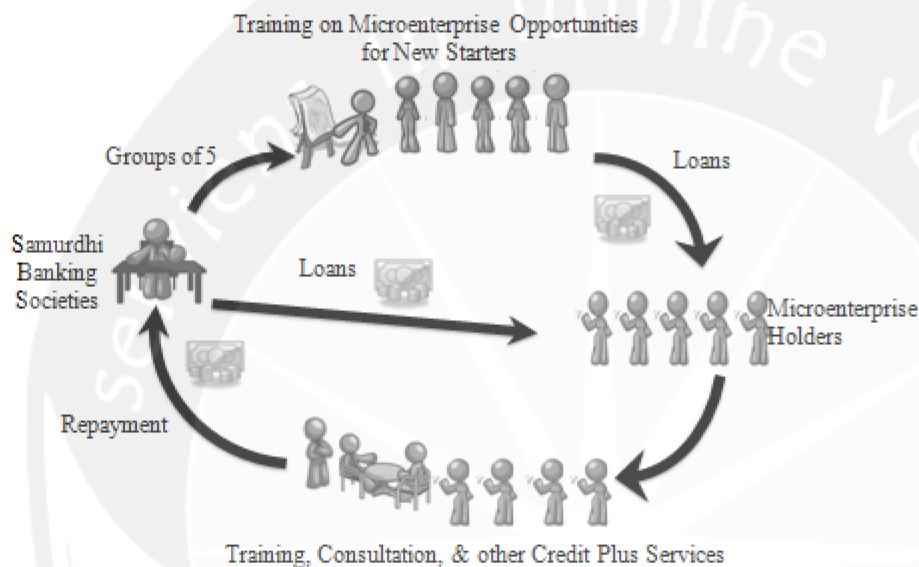 Training on Microenterprise Opportunities
for New Starters
Groups of 5
Loans
Samurdhi
Banking
Societies
Loans
Microenterprise
Holders
Repayment
Training, Consultation, & other Credit Plus Services